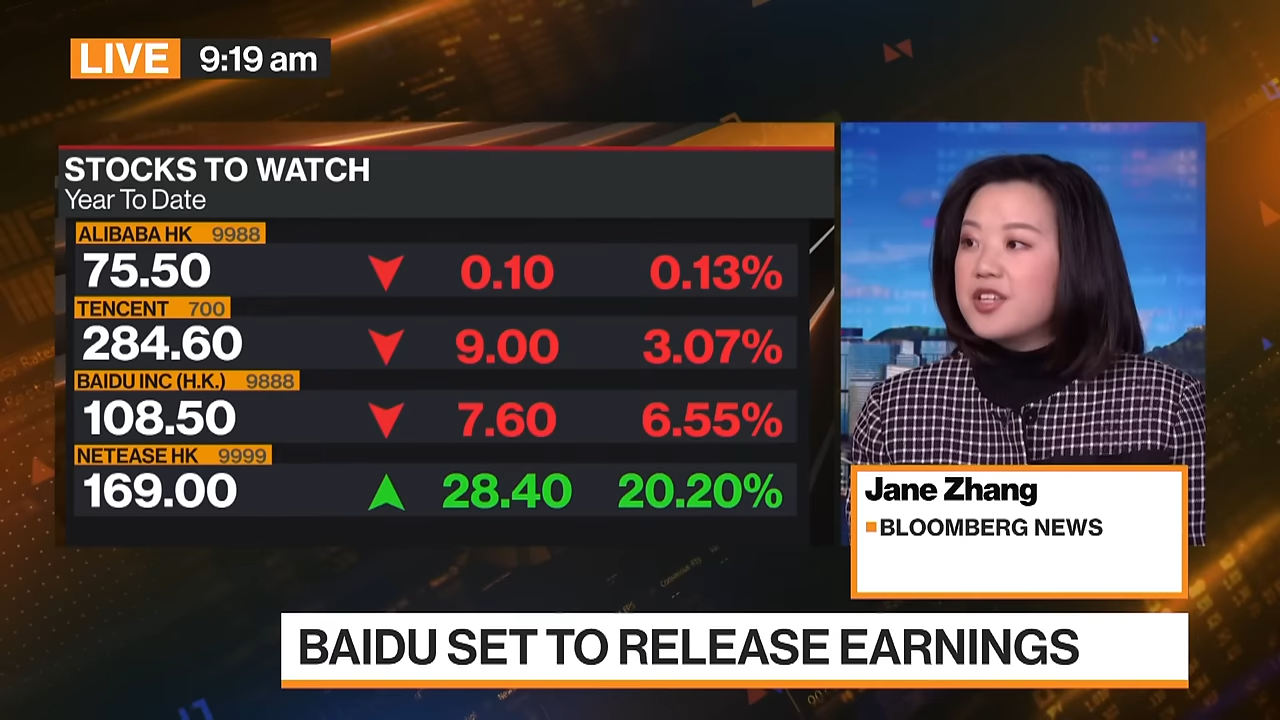 LIVE 9:19 am
STOCKS TO WATCH
Year To Date
ALIBABA HK 9988
75.50 ▼ 0.10 0.13%
TENCENT 700
284.60 ▼ 9.00 3.07%
BAIDU INC (H.K.) 9888
108.50 ▼ 7.60 6.55%
NETEASE HK 9999
169.00 ▲ 28.40 20.20%
Jane Zhang
BLOOMBERG NEWS
BAIDU SET TO RELEASE EARNINGS